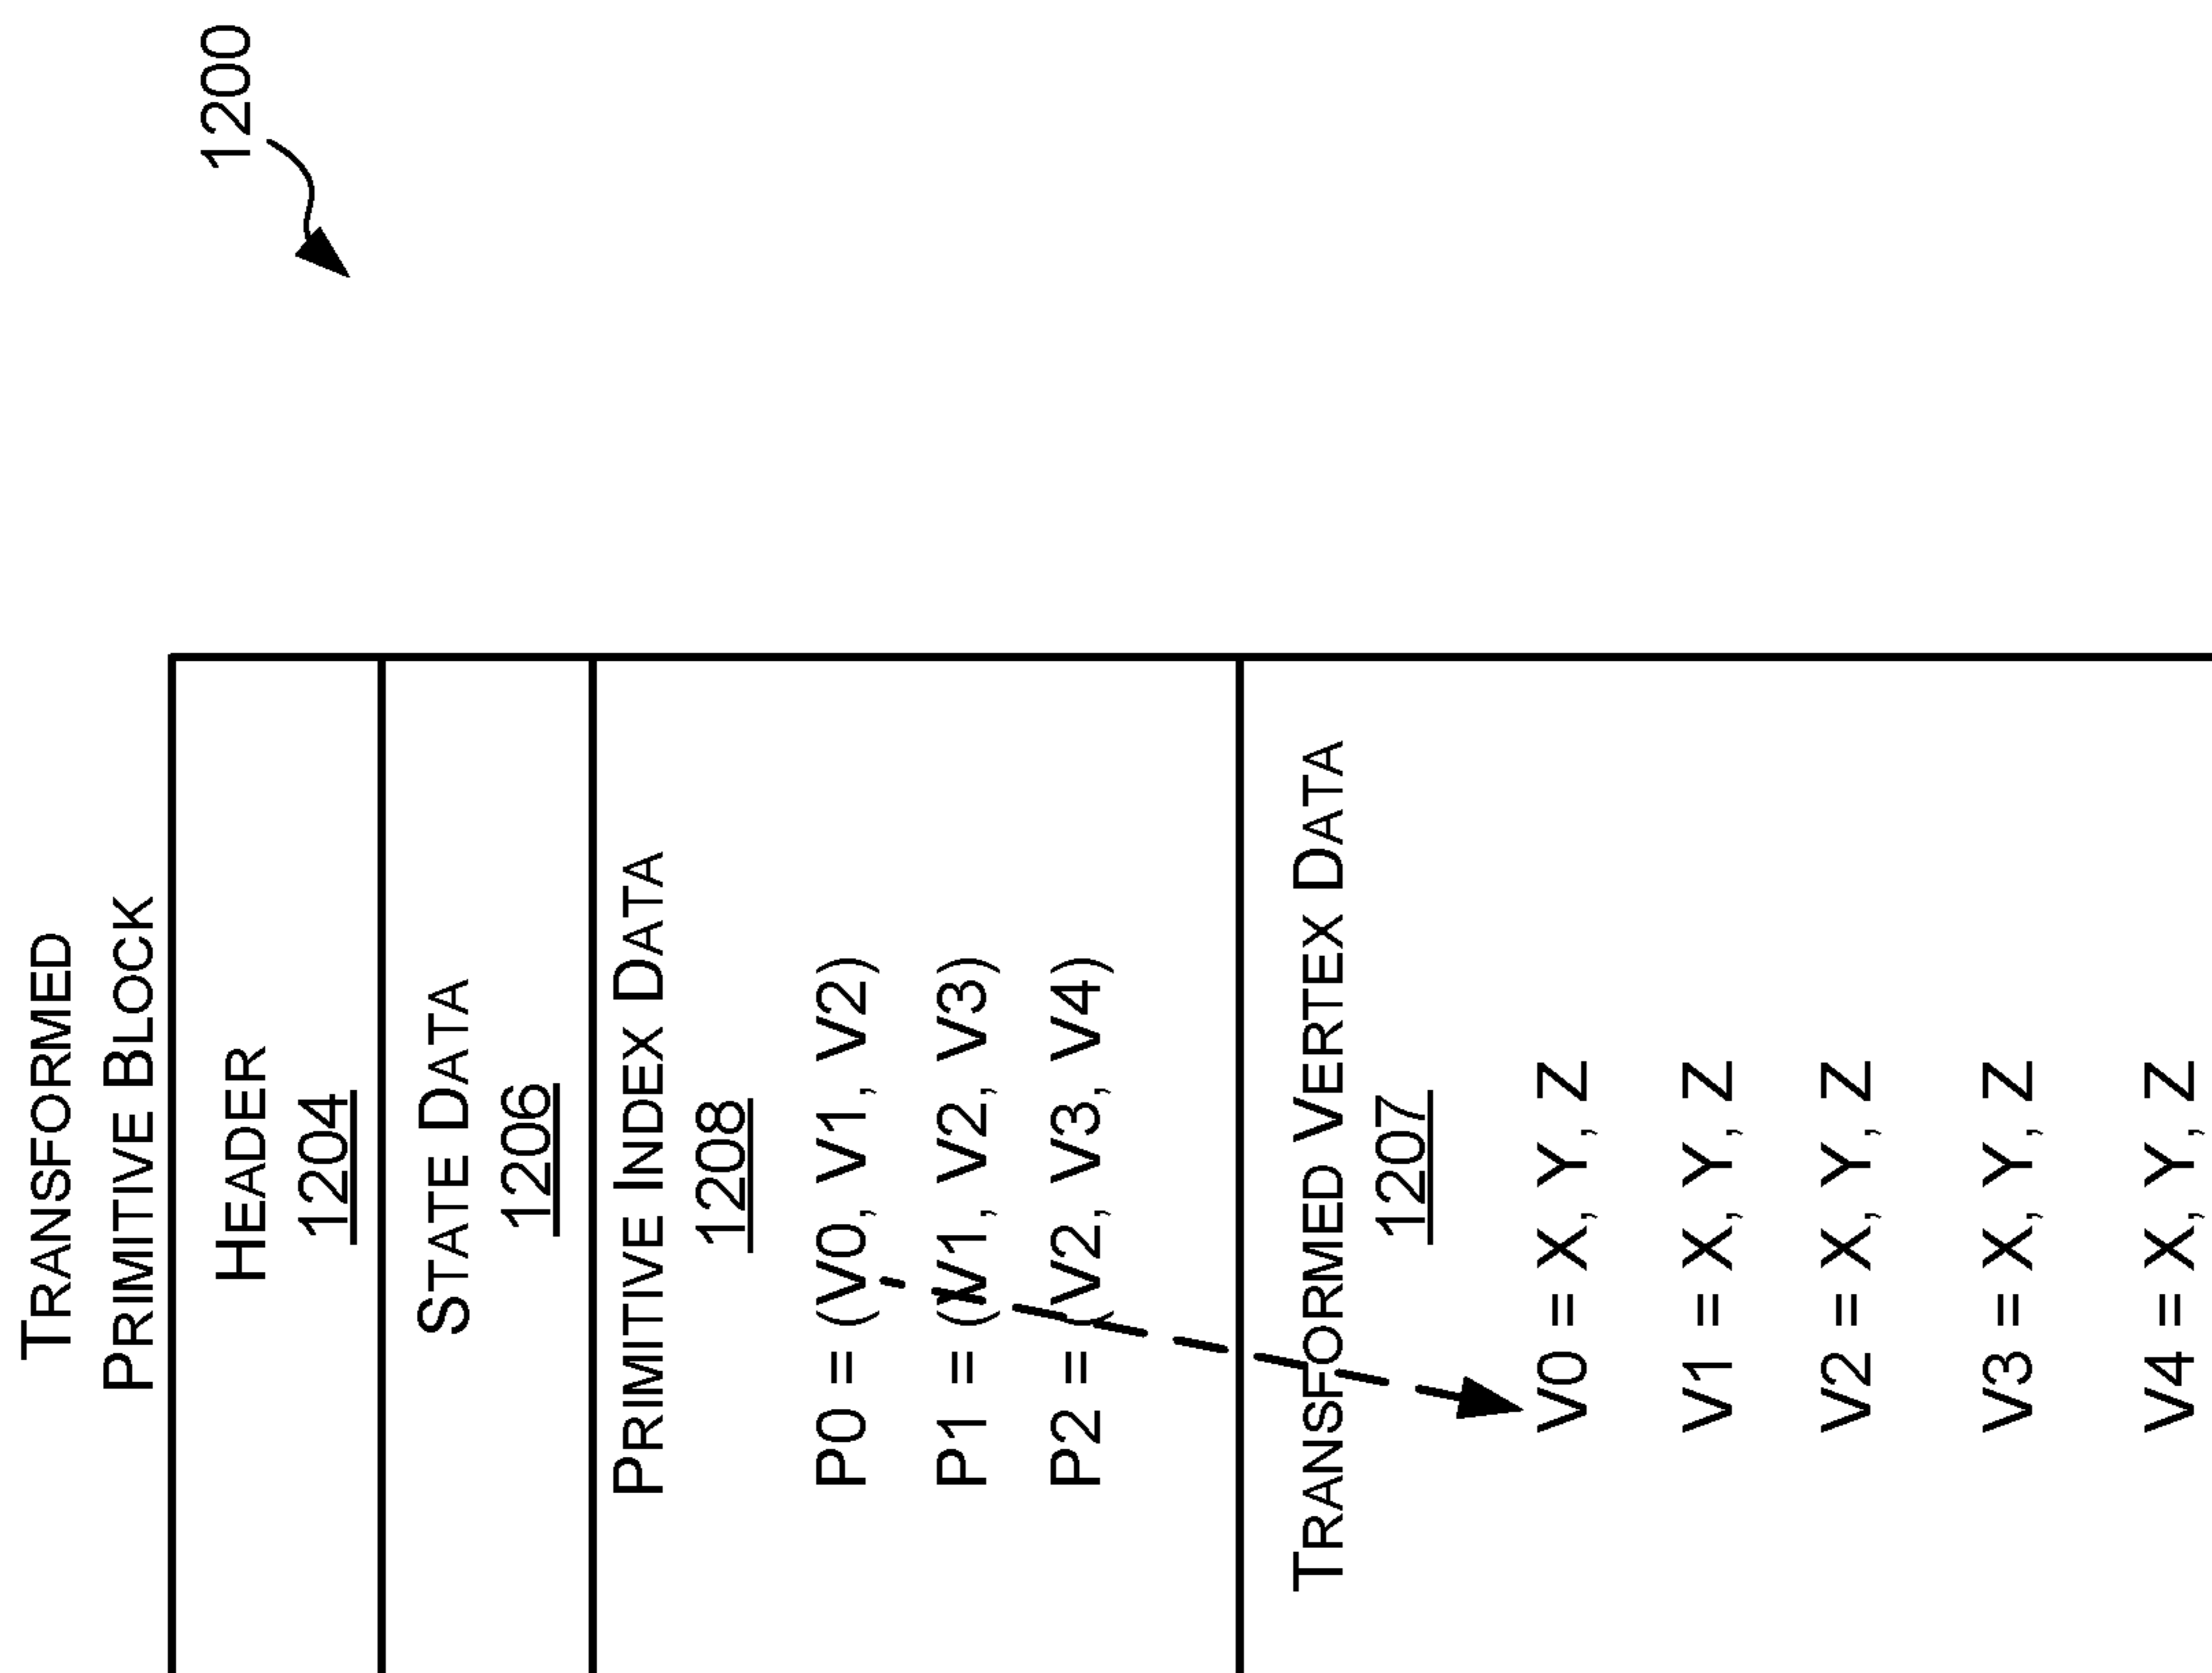 1200
TRANSFORMED
PRIMITIVE BLOCK
HEADER
1204
STATE DATA
1206
PRIMITIVE INDEX DATA
1208
P0 = (V0, V1, V2)
P1 = (V1, V2, V3)
P2 = (V2, V3, V4)
TRANSFORMED VERTEX DATA
1207
V0 = X, Y, Z
V1 = X, Y, Z
V2 = X, Y, Z
V3 = X, Y, Z
V4 = X, Y, Z